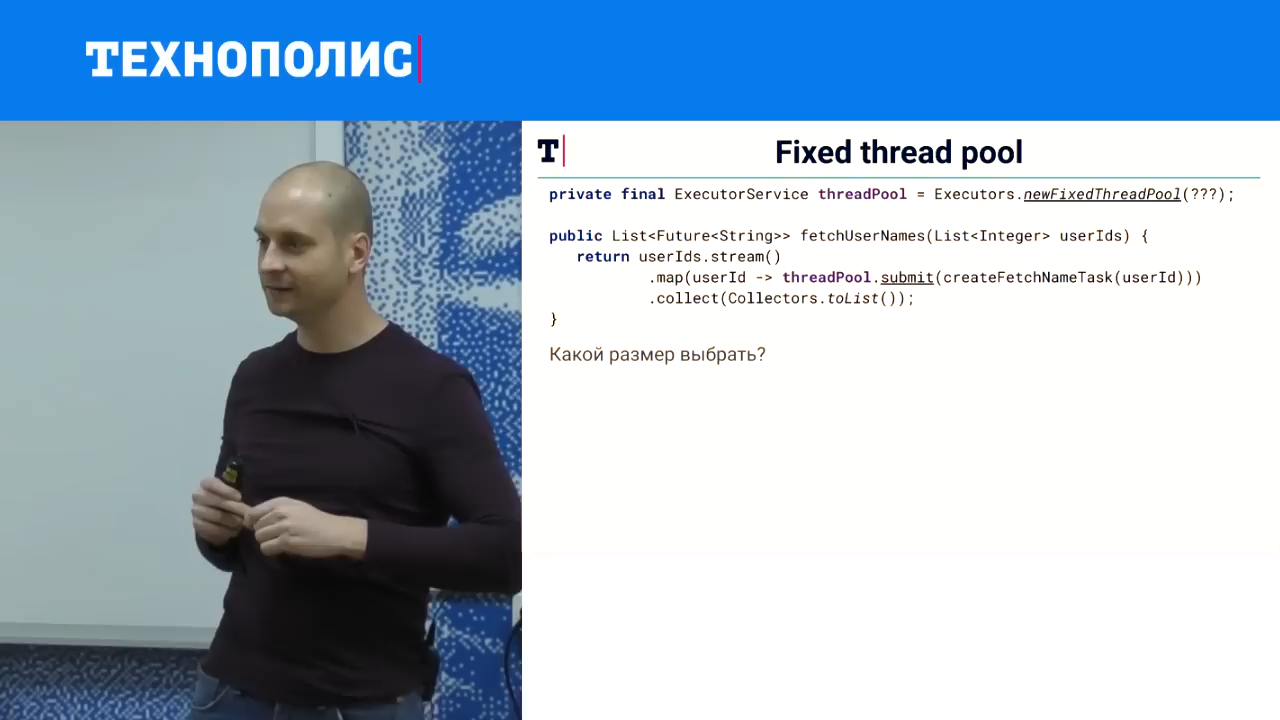 ТЕХНОПОЛИС
T
Fixed thread pool
private final ExecutorService threadPool = Executors.newFixedThreadPool(???);
public List<Future<String>> fetchUserNames(List<Integer> userIds) {
return userIds.stream()
.map(userId -> threadPool.submit(createFetchNameTask(userId)))
.collect(Collectors.toList());
}
Какой размер выбрать?